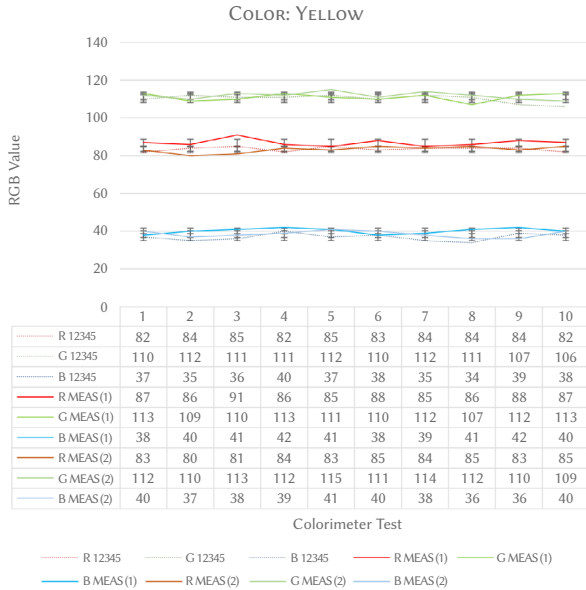 Color: Yellow
140
120
100
80
60
40
20
0
RGB Value
1 2 3 4 5 6 7 8 9 10
R 12345 82 84 85 82 85 83 84 84 84 82
G 12345 110 112 111 111 112 110 112 111 107 106
B 12345 37 35 36 40 37 38 35 34 39 38
R MEAS (1) 87 86 91 86 85 88 85 86 88 87
G MEAS (1) 113 109 110 113 111 110 112 107 112 113
B MEAS (1) 38 40 41 42 41 38 39 41 42 40
R MEAS (2) 83 80 81 84 83 85 84 85 83 85
G MEAS (2) 112 110 113 112 115 111 114 112 110 109
B MEAS (2) 40 37 38 39 41 40 38 36 36 40
Colorimeter Test
R 12345 G 12345 B 12345 R MEAS (1) G MEAS (1)
B MEAS (1) R MEAS (2) G MEAS (2) B MEAS (2)